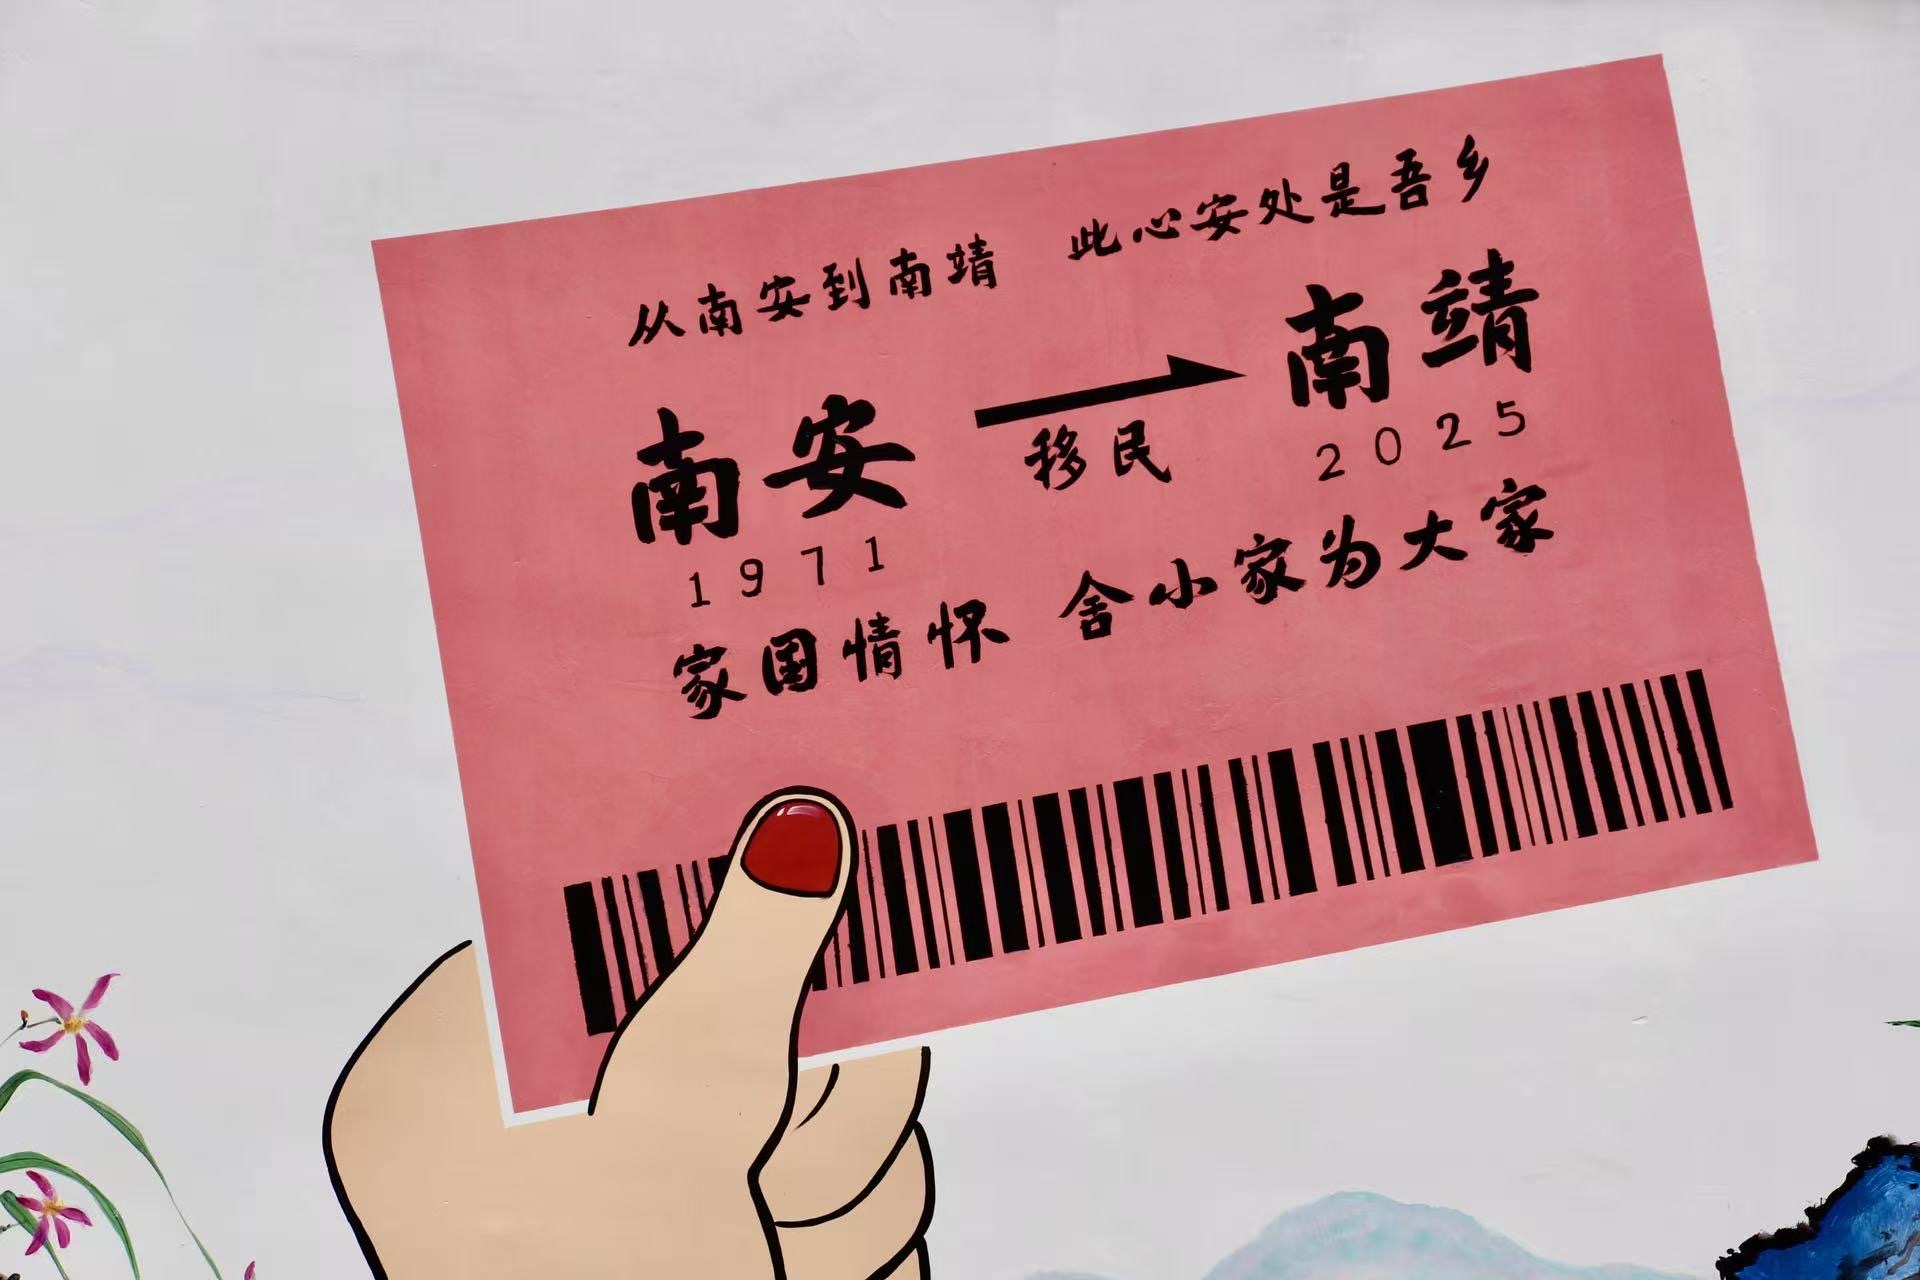 从南安到南靖 此心安处是吾乡
南安 移民 南靖
1971 2025
家国情怀 舍小家为大家